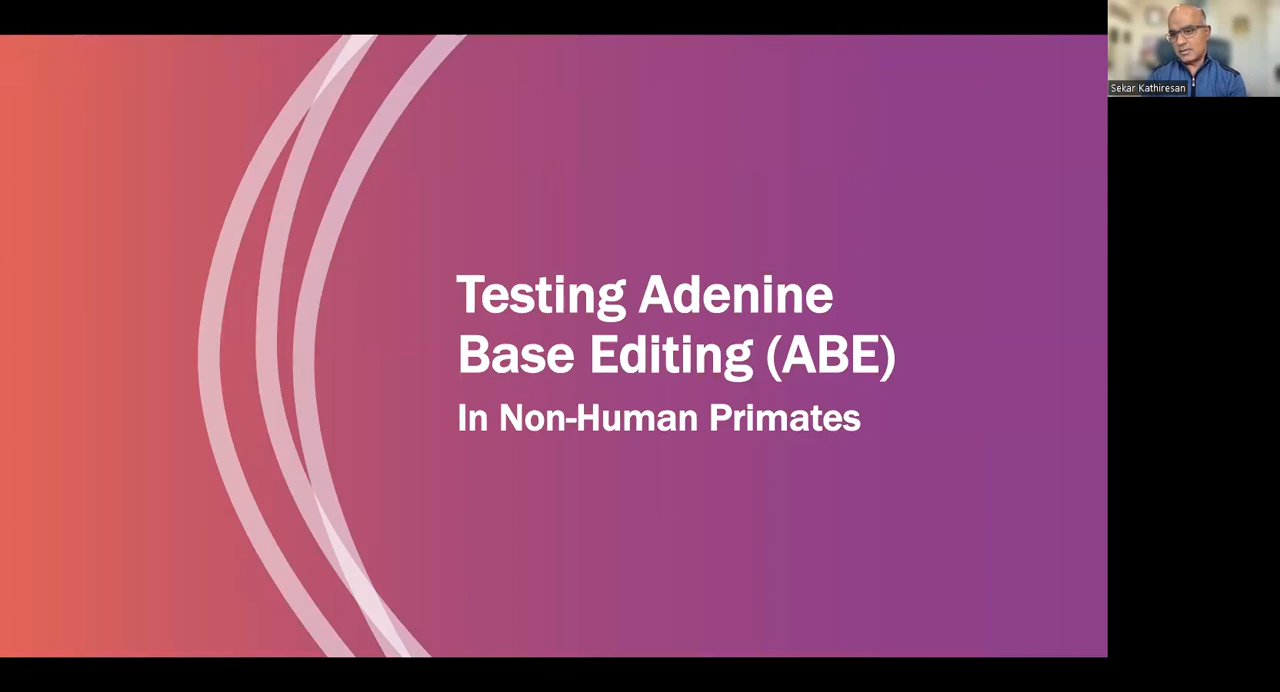 Sekar Kathiresan
Testing Adenine
Base Editing (ABE)
In Non-Human Primates